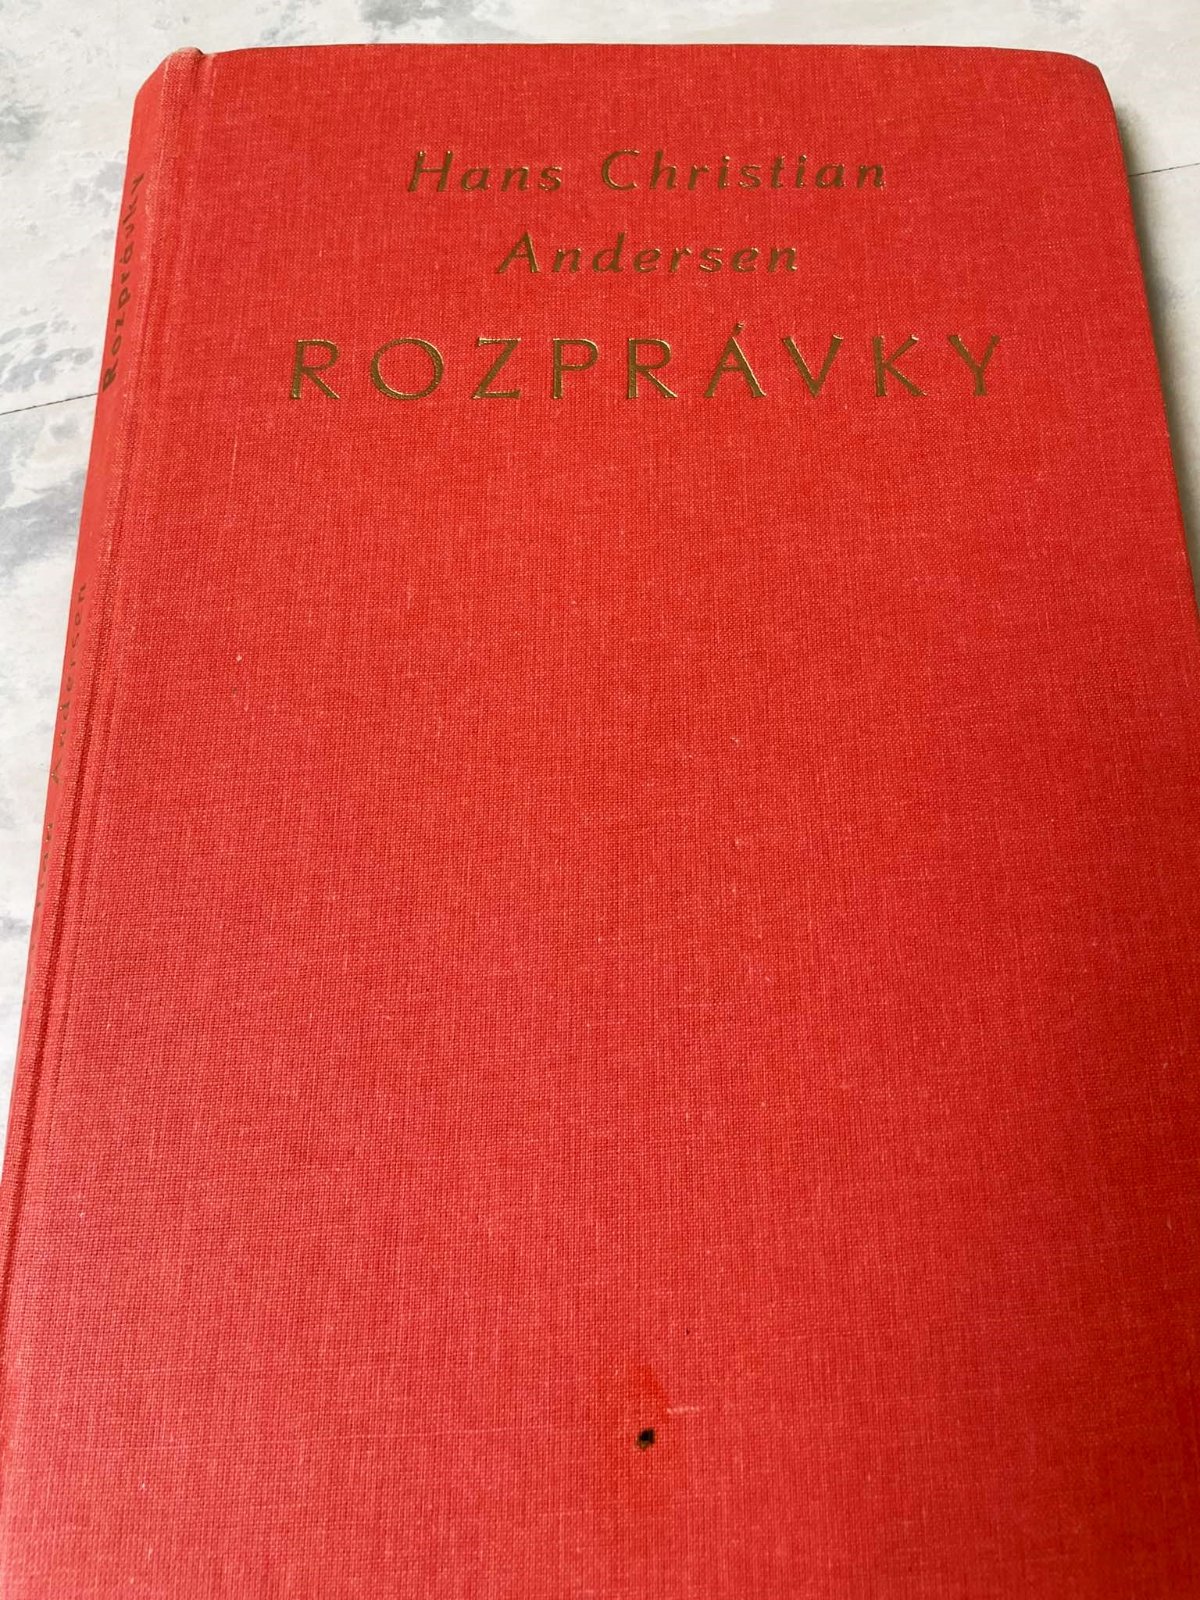 Hans Christian
Andersen
ROZPRÁVKY
Rozprávky
Andersen